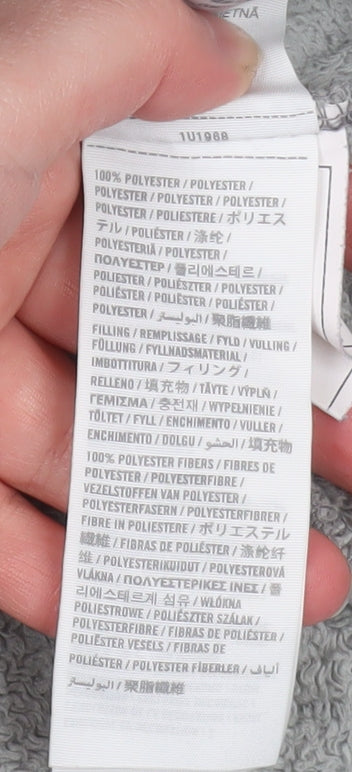 ETNÁ
1U1968
100% POLYESTER / POLYESTER /
POLYESTER / POLYESTER / POLYESTER /
POLYESTER / POLIESTERE / ポリエス
テル / POLIÉSTER / 涤纶 /
POLYESTERIÄ / POLYESTER /
ΠΟΛΥΕΣΤΕΡ / 폴리에스테르 /
POLIESTER / POLIÉSZTER / POLYESTER /
POLIÉSTER / POLIÈSTER / POLIÉSTER /
POLYESTER / البوليستر / 聚脂纖維
FILLING / REMPLISSAGE / FYLD / VULLING /
FÜLLUNG / FYLLNADSMATERIAL /
IMBOTTITURA / フィリング /
RELLENO / 填充物 / TÄYTE / VÝPLŇ /
ΓΕΜΙΣΜΑ / 충전재 / WYPEŁNIENIE /
TÖLTET / FYLL / ENCHIMENTO / VULLER /
ENCHIMENTO / DOLGU / الحشو / 填充物
100% POLYESTER FIBERS / FIBRES DE
POLYESTER / POLYESTERFIBRE /
VEZELSTOFFEN VAN POLYESTER /
POLYESTERFASERN / POLYESTERFIBRER /
FIBRE IN POLIESTERE / ポリエステル
繊維 / FIBRAS DE POLIÉSTER / 涤纶纤
维 / POLYESTERIKUIDUT / POLYESTEROVÁ
VLÁKNA / ΠΟΛΥΕΣΤΕΡΙΚΕΣ ΙΝΕΣ / 폴
리에스테르계 섬유 / WŁÓKNA
POLIESTROWE / POLIÉSZTER SZÁLAK /
POLYESTERFIBRE / FIBRAS DE POLIÉSTER /
POLIÈSTER VESELS / FIBRAS DE
POLIÉSTER / POLYESTER FİBERLER / ألياف
البوليستر / 聚脂纖維